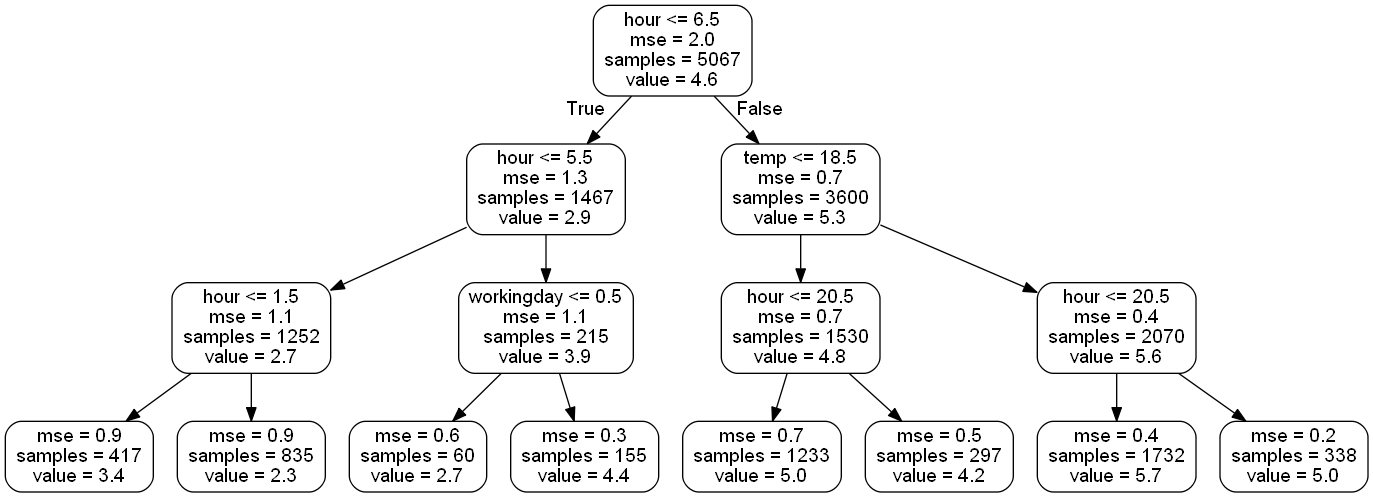 hour <= 6.5
mse = 2.0
samples = 5067
value = 4.6
True
False
hour <= 5.5
mse = 1.3
samples = 1467
value = 2.9
temp <= 18.5
mse = 0.7
samples = 3600
value = 5.3
hour <= 1.5
mse = 1.1
samples = 1252
value = 2.7
workingday <= 0.5
mse = 1.1
samples = 215
value = 3.9
hour <= 20.5
mse = 0.7
samples = 1530
value = 4.8
hour <= 20.5
mse = 0.4
samples = 2070
value = 5.6
mse = 0.9
samples = 417
value = 3.4
mse = 0.9
samples = 835
value = 2.3
mse = 0.6
samples = 60
value = 2.7
mse = 0.3
samples = 155
value = 4.4
mse = 0.7
samples = 1233
value = 5.0
mse = 0.5
samples = 297
value = 4.2
mse = 0.4
samples = 1732
value = 5.7
mse = 0.2
samples = 338
value = 5.0